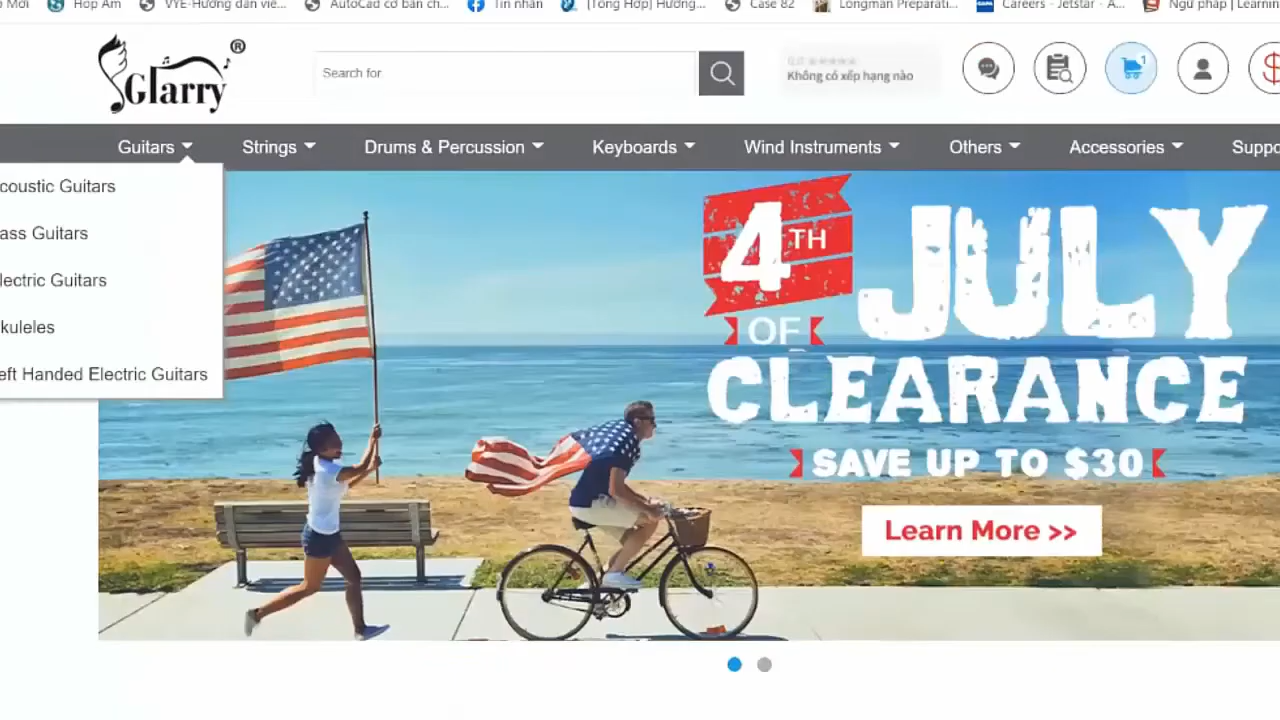 Mới Hợp Âm VYE-Hướng dẫn viê... AutoCad cơ bản ch... Tin nhắn [Tổng Hợp] Hướng... Case 82 Longman Preparati... Careers - Jetstar - A... Ngữ pháp | Learnin
Glarry ®
Search for
Không có xếp hạng nào
1
Guitars Strings Drums & Percussion Keyboards Wind Instruments Others Accessories Suppo
coustic Guitars
ass Guitars
lectric Guitars
kuleles
eft Handed Electric Guitars
4TH OF JULY
CLEARANCE
SAVE UP TO $30
Learn More >>